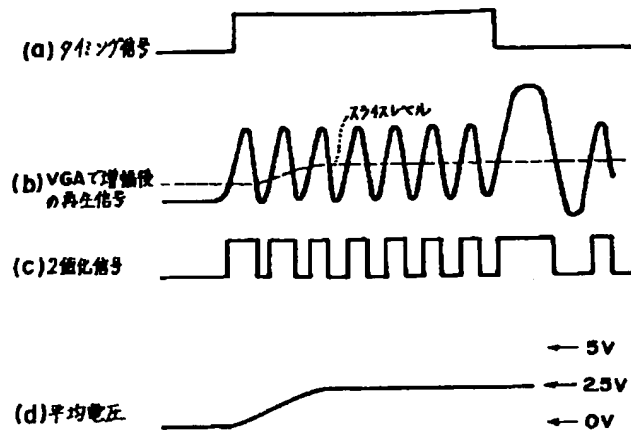 (a) タイミング信号
スライスレベル
(b) VGAで増幅後
の再生信号
(c) 2値化信号
5V
2.5V
(d) 平均電圧
0V